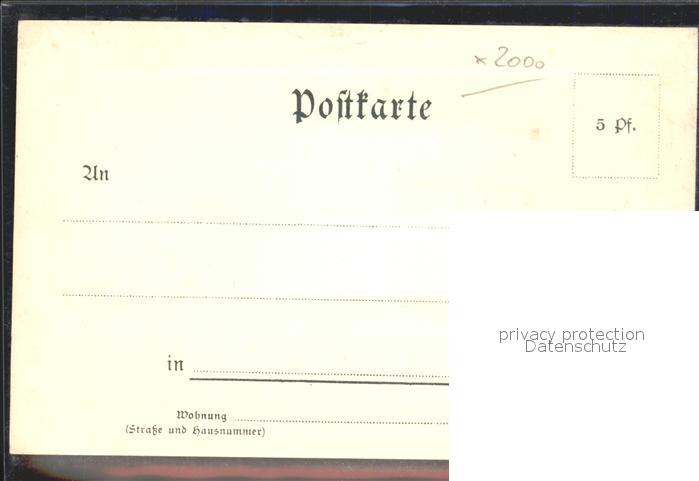 x 2000
Postkarte
5 Pf.
An
privacy protection
Datenschutz
in
Wohnung
(Straße und Hausnummer)